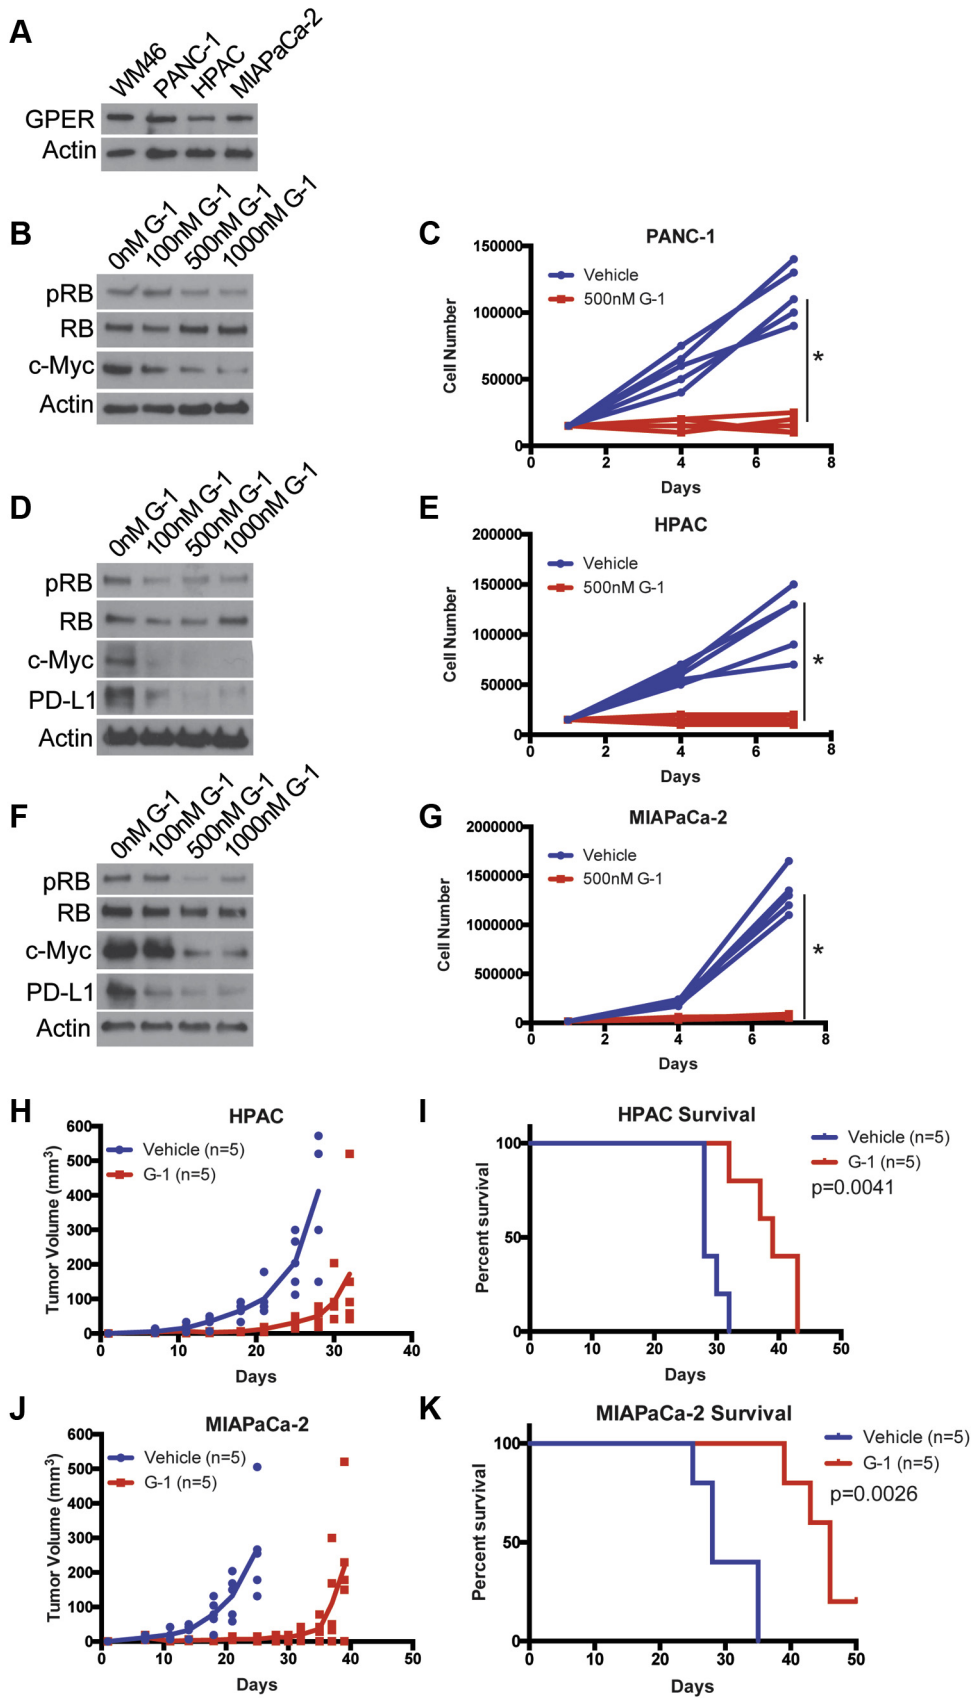 A
WM46
PANC-1
HPAC
MIAPaCa-2
GPER
Actin
B
0nM G-1
100nM G-1
500nM G-1
1000nM G-1
pRB
RB
c-Myc
Actin
C
PANC-1
Vehicle
500nM G-1
Cell Number
150000
100000
50000
0
0 2 4 6 8
Days
*
D
0nM G-1
100nM G-1
500nM G-1
1000nM G-1
pRB
RB
c-Myc
PD-L1
Actin
E
HPAC
Vehicle
500nM G-1
Cell Number
200000
150000
100000
50000
0
0 2 4 6 8
Days
*
F
0nM G-1
100nM G-1
500nM G-1
1000nM G-1
pRB
RB
c-Myc
PD-L1
Actin
G
MIAPaCa-2
Vehicle
500nM G-1
Cell Number
2000000
1500000
1000000
500000
0
0 2 4 6 8
Days
*
H
HPAC
Vehicle (n=5)
G-1 (n=5)
Tumor Volume (mm³)
600
500
400
300
200
100
0
0 10 20 30 40
Days
I
HPAC Survival
Vehicle (n=5)
G-1 (n=5)
p=0.0041
Percent survival
100
50
0
0 10 20 30 40 50
Days
J
MIAPaCa-2
Vehicle (n=5)
G-1 (n=5)
Tumor Volume (mm³)
600
500
400
300
200
100
0
0 10 20 30 40 50
Days
K
MIAPaCa-2 Survival
Vehicle (n=5)
G-1 (n=5)
p=0.0026
Percent survival
100
50
0
0 10 20 30 40 50
Days